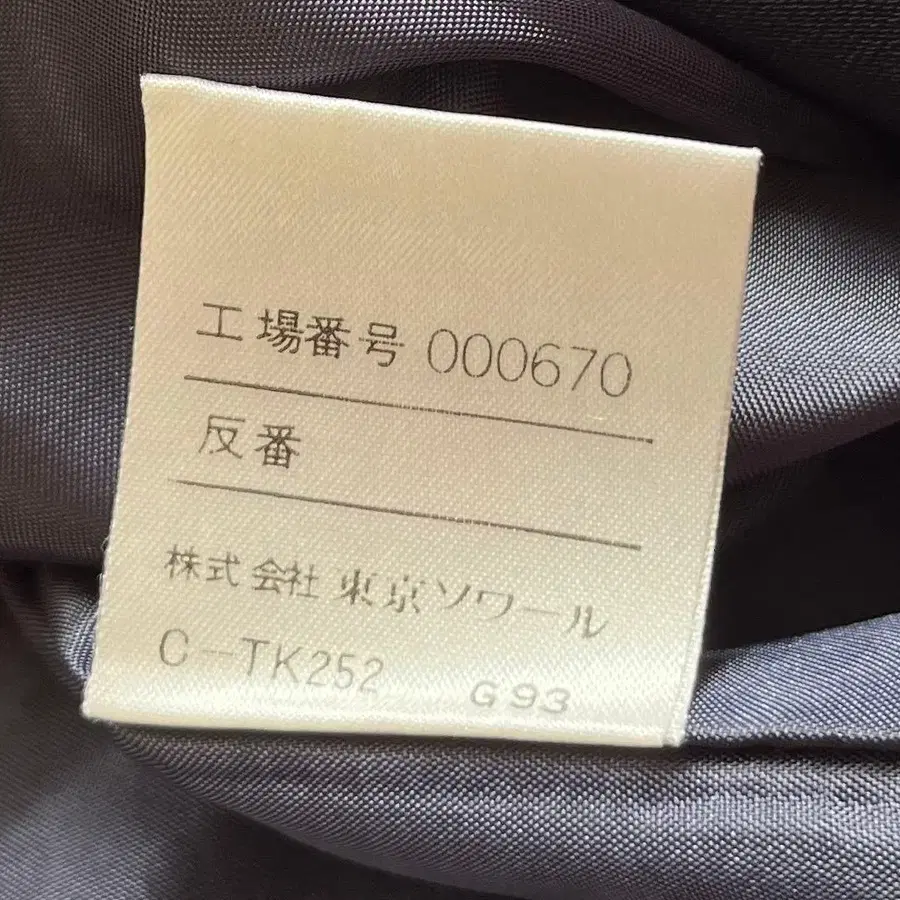 工場番号 000670
反番
株式会社 東京ソワール
C-TK252 G93